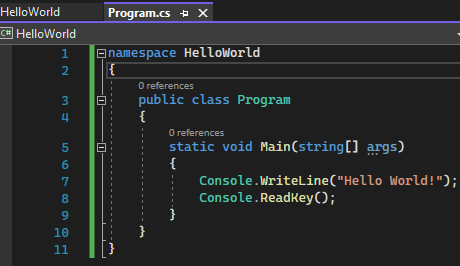 HelloWorld Program.cs
C# HelloWorld
1 namespace HelloWorld
2 {
0 references
3 public class Program
4 {
0 references
5 static void Main(string[] args)
6 {
7 Console.WriteLine("Hello World!");
8 Console.ReadKey();
9 }
10 }
11 }